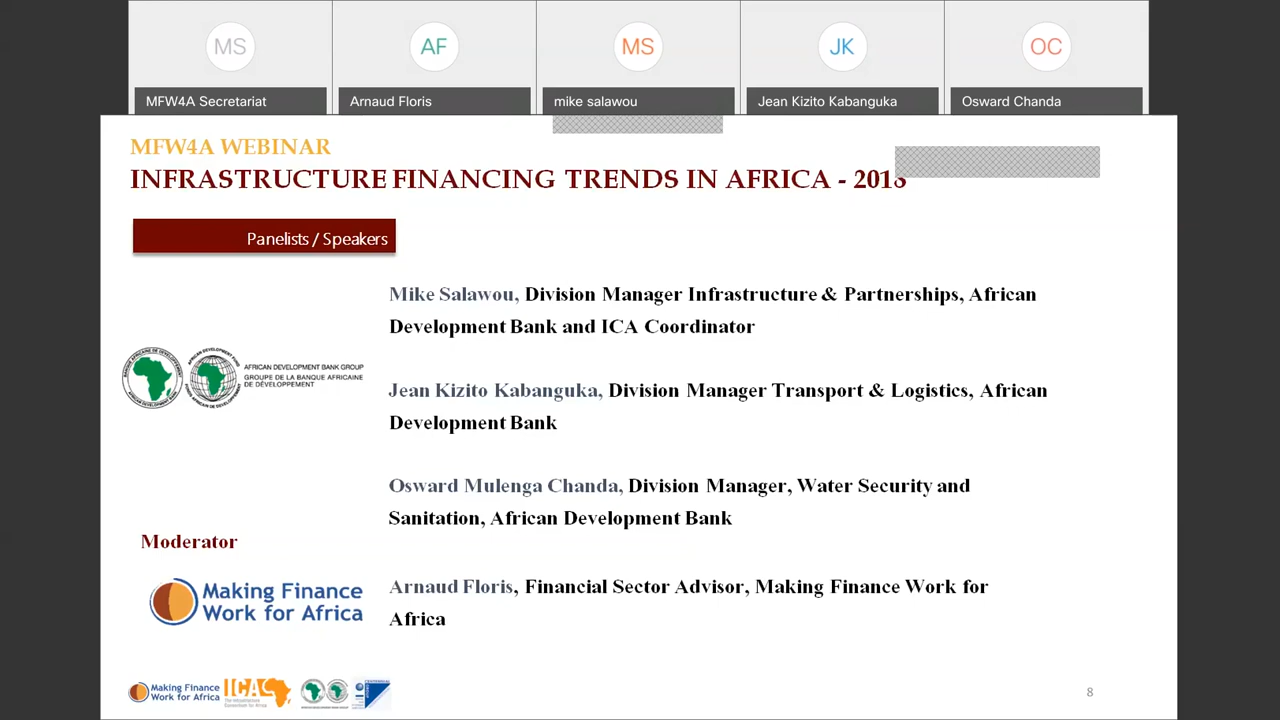 MS
AF
MS
JK
OC
MFW4A Secretariat
Arnaud Floris
mike salawou
Jean Kizito Kabanguka
Osward Chanda
MFW4A WEBINAR
INFRASTRUCTURE FINANCING TRENDS IN AFRICA - 2018
Panelists / Speakers
Mike Salawou, Division Manager Infrastructure & Partnerships, African
Development Bank and ICA Coordinator
AFRICAN DEVELOPMENT BANK GROUP
GROUPE DE LA BANQUE AFRICAINE
DE DÉVELOPPEMENT
Jean Kizito Kabanguka, Division Manager Transport & Logistics, African
Development Bank
Osward Mulenga Chanda, Division Manager, Water Security and
Sanitation, African Development Bank
Moderator
Making Finance
Work for Africa
Arnaud Floris, Financial Sector Advisor, Making Finance Work for
Africa
Making Finance
Work for Africa
ICA
8